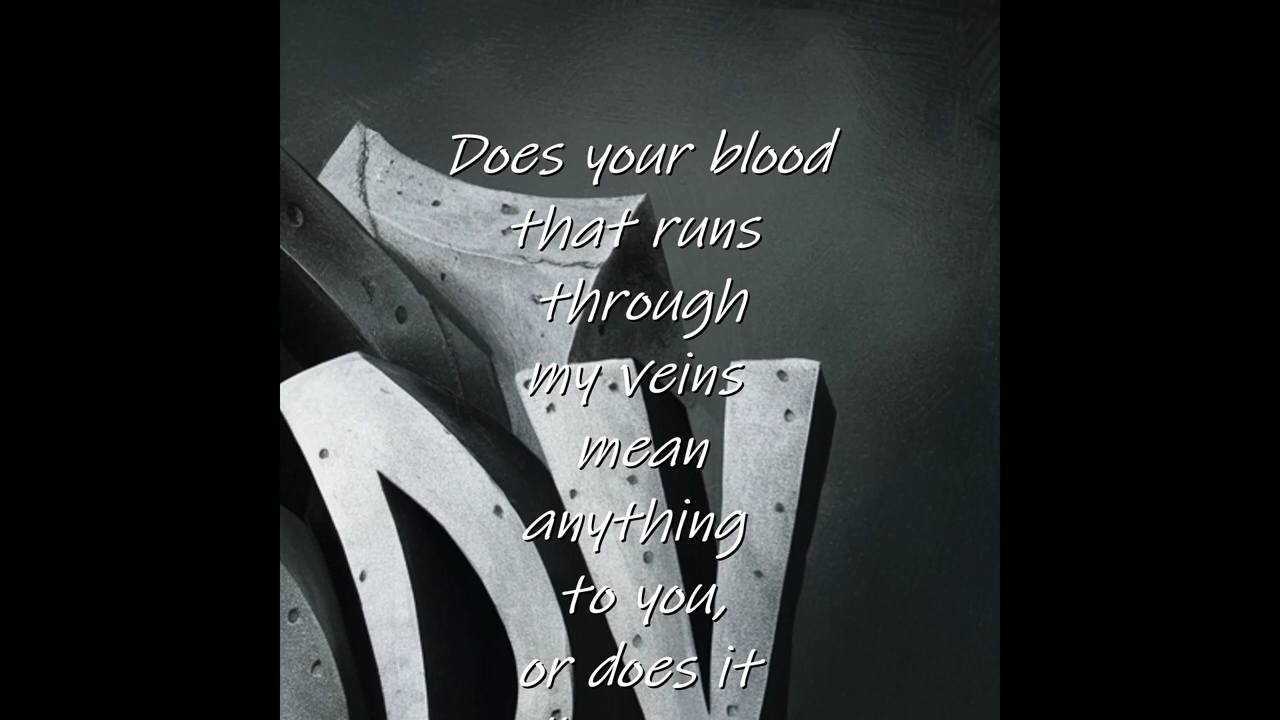 Does your blood
that runs
through
my veins
mean
anything
to you,
or does it